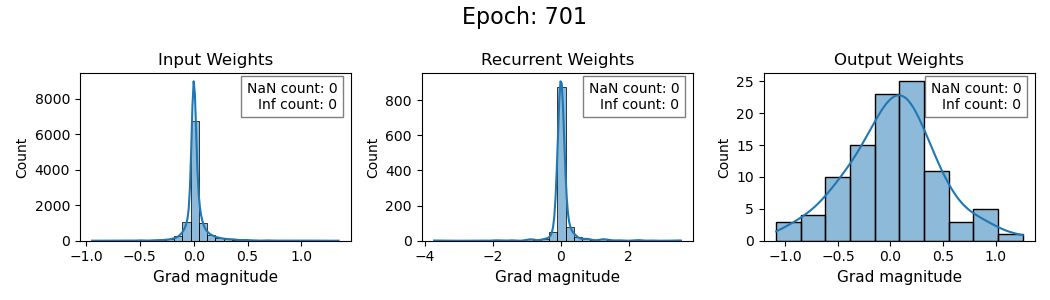 Epoch: 701
Input Weights
Recurrent Weights
Output Weights
NaN count: 0
Inf count: 0
NaN count: 0
Inf count: 0
NaN count: 0
Inf count: 0
Count
8000
6000
4000
2000
0
−1.0 −0.5 0.0 0.5 1.0
Grad magnitude
Count
800
600
400
200
0
−4 −2 0 2
Grad magnitude
Count
25
20
15
10
5
0
−1.0 −0.5 0.0 0.5 1.0
Grad magnitude